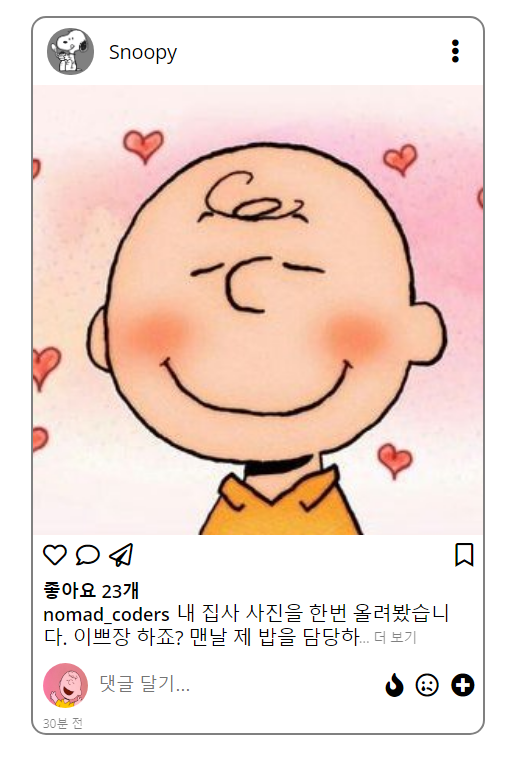 Snoopy
좋아요 23개
nomad_coders 내 집사 사진을 한번 올려봤습니
다. 이쁘장 하죠? 맨날 제 밥을 담당하... 더 보기
댓글 달기...
30분 전